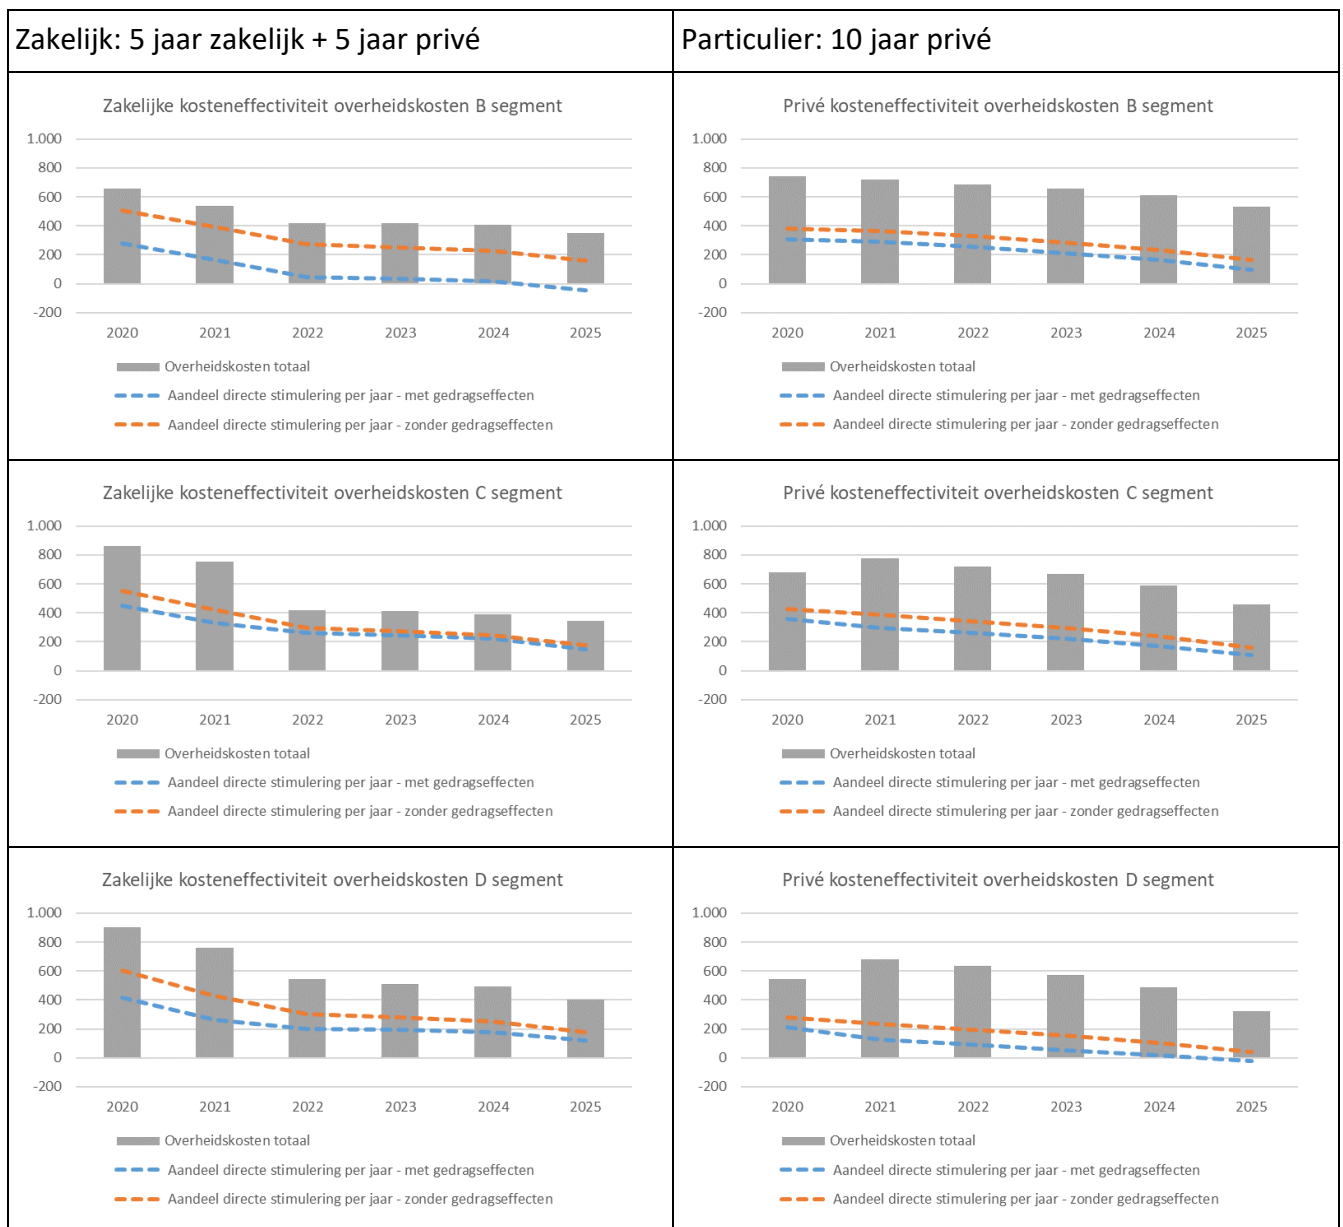 Zakelijk: 5 jaar zakelijk + 5 jaar privé
Particulier: 10 jaar privé
Zakelijke kosteneffectiviteit overheidskosten B segment
1.000
800
600
400
200
0
-200
2020 2021 2022 2023 2024 2025
Overheidskosten totaal
Aandeel directe stimulering per jaar - met gedragseffecten
Aandeel directe stimulering per jaar - zonder gedragseffecten
Privé kosteneffectiviteit overheidskosten B segment
1.000
800
600
400
200
0
-200
2020 2021 2022 2023 2024 2025
Overheidskosten totaal
Aandeel directe stimulering per jaar - met gedragseffecten
Aandeel directe stimulering per jaar - zonder gedragseffecten
Zakelijke kosteneffectiviteit overheidskosten C segment
1.000
800
600
400
200
0
-200
2020 2021 2022 2023 2024 2025
Overheidskosten totaal
Aandeel directe stimulering per jaar - met gedragseffecten
Aandeel directe stimulering per jaar - zonder gedragseffecten
Privé kosteneffectiviteit overheidskosten C segment
1.000
800
600
400
200
0
-200
2020 2021 2022 2023 2024 2025
Overheidskosten totaal
Aandeel directe stimulering per jaar - met gedragseffecten
Aandeel directe stimulering per jaar - zonder gedragseffecten
Zakelijke kosteneffectiviteit overheidskosten D segment
1.000
800
600
400
200
0
-200
2020 2021 2022 2023 2024 2025
Overheidskosten totaal
Aandeel directe stimulering per jaar - met gedragseffecten
Aandeel directe stimulering per jaar - zonder gedragseffecten
Privé kosteneffectiviteit overheidskosten D segment
1.000
800
600
400
200
0
-200
2020 2021 2022 2023 2024 2025
Overheidskosten totaal
Aandeel directe stimulering per jaar - met gedragseffecten
Aandeel directe stimulering per jaar - zonder gedragseffecten